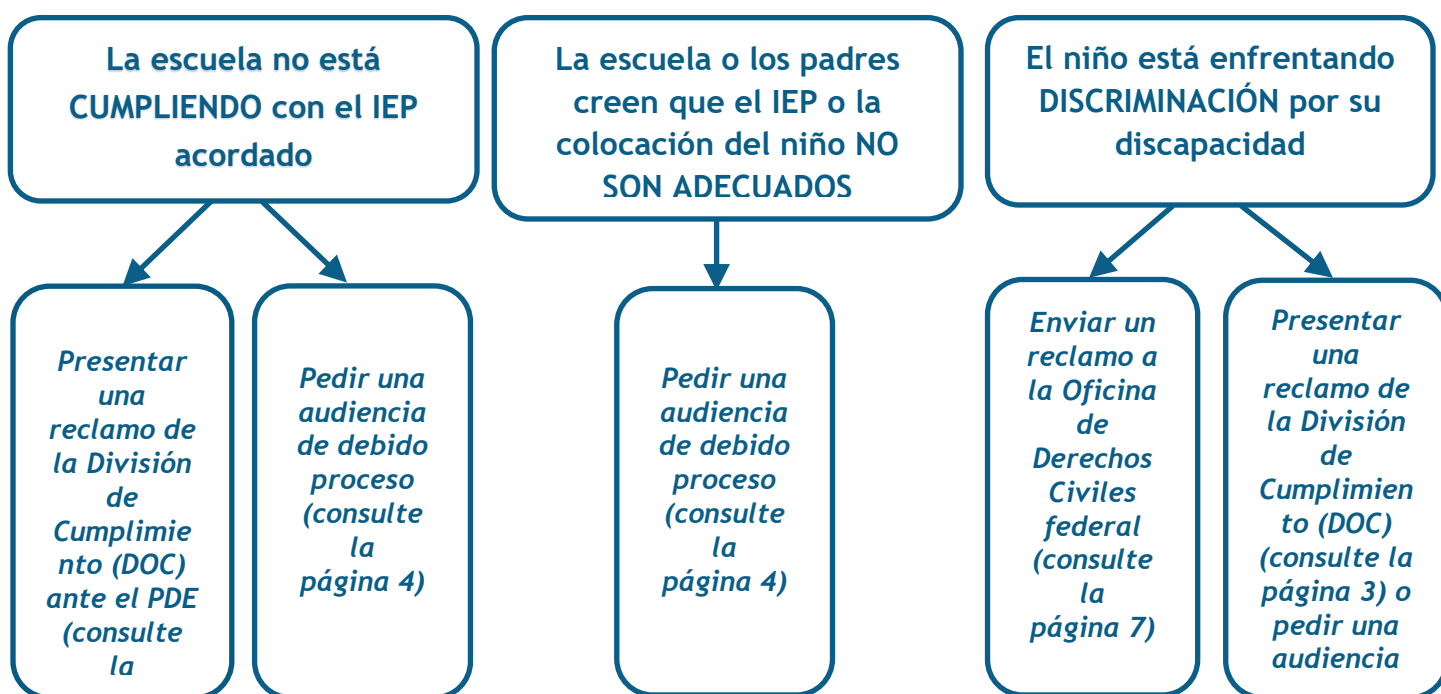 La escuela no está
CUMPLIENDO con el IEP
acordado
La escuela o los padres
creen que el IEP o la
colocación del niño NO
SON ADECUADOS
El niño está enfrentando
DISCRIMINACIÓN por su
discapacidad
Presentar
una
reclamo de
la División
de
Cumplimie
nto (DOC)
ante el PDE
(consulte
la
Pedir una
audiencia
de debido
proceso
(consulte
la
página 4)
Pedir una
audiencia
de debido
proceso
(consulte
la
página 4)
Enviar un
reclamo a
la Oficina
de
Derechos
Civiles
federal
(consulte
la
página 7)
Presentar
una
reclamo de
la División
de
Cumplimien
to (DOC)
(consulte la
página 3) o
pedir una
audiencia